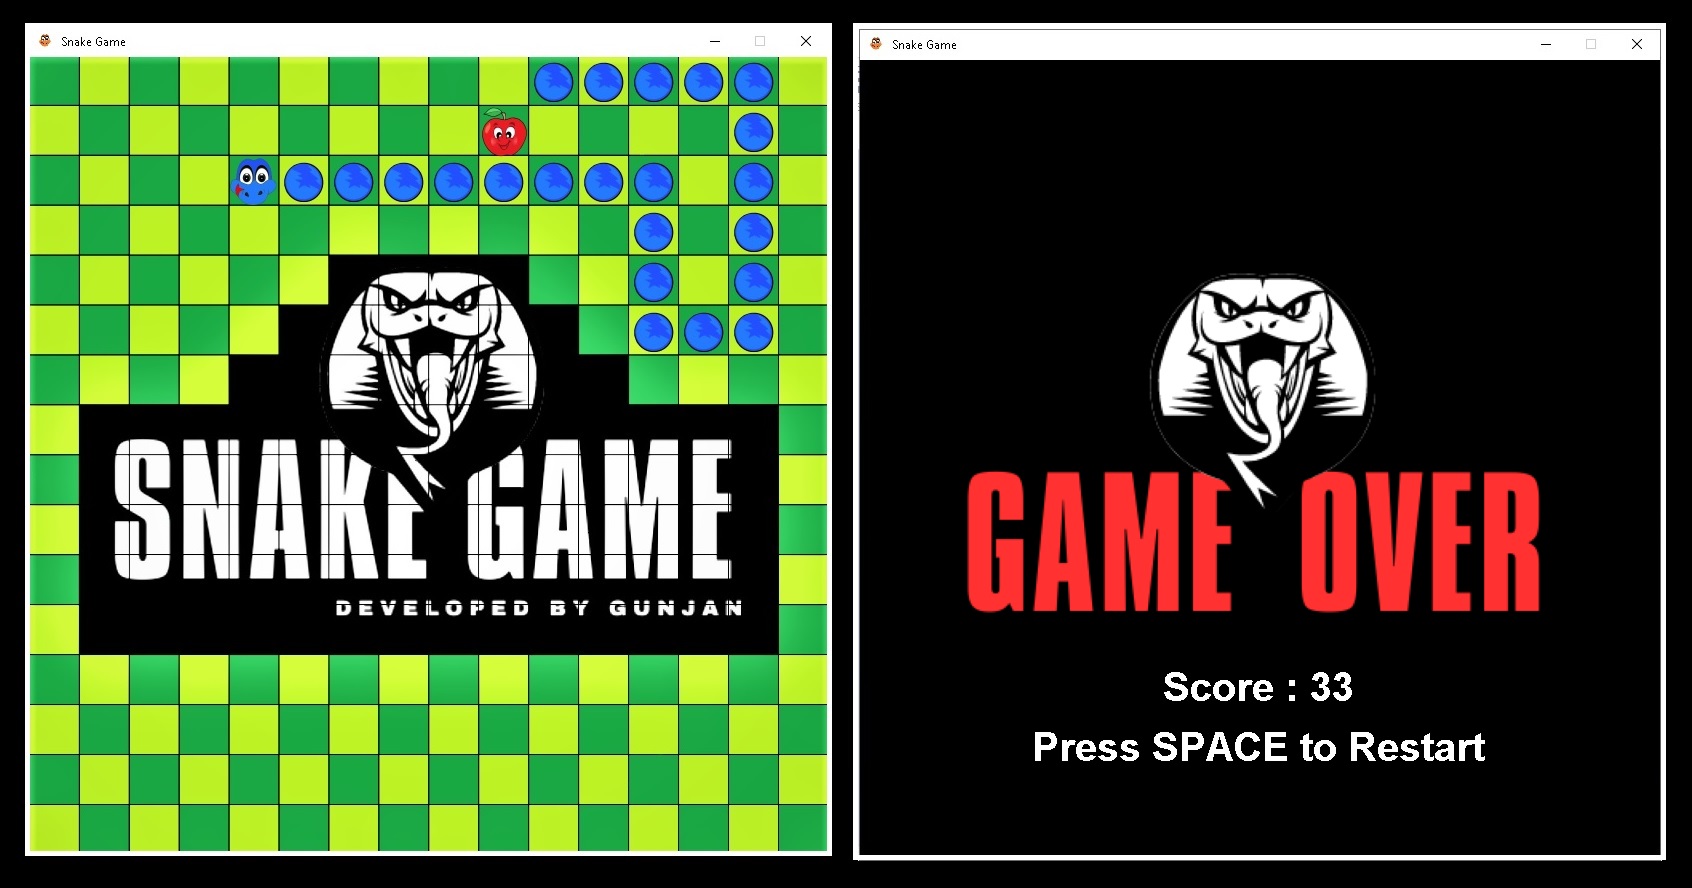 Snake Game
SNAKE GAME
DEVELOPED BY GUNJAN
Snake Game
GAME OVER
Score : 33
Press SPACE to Restart